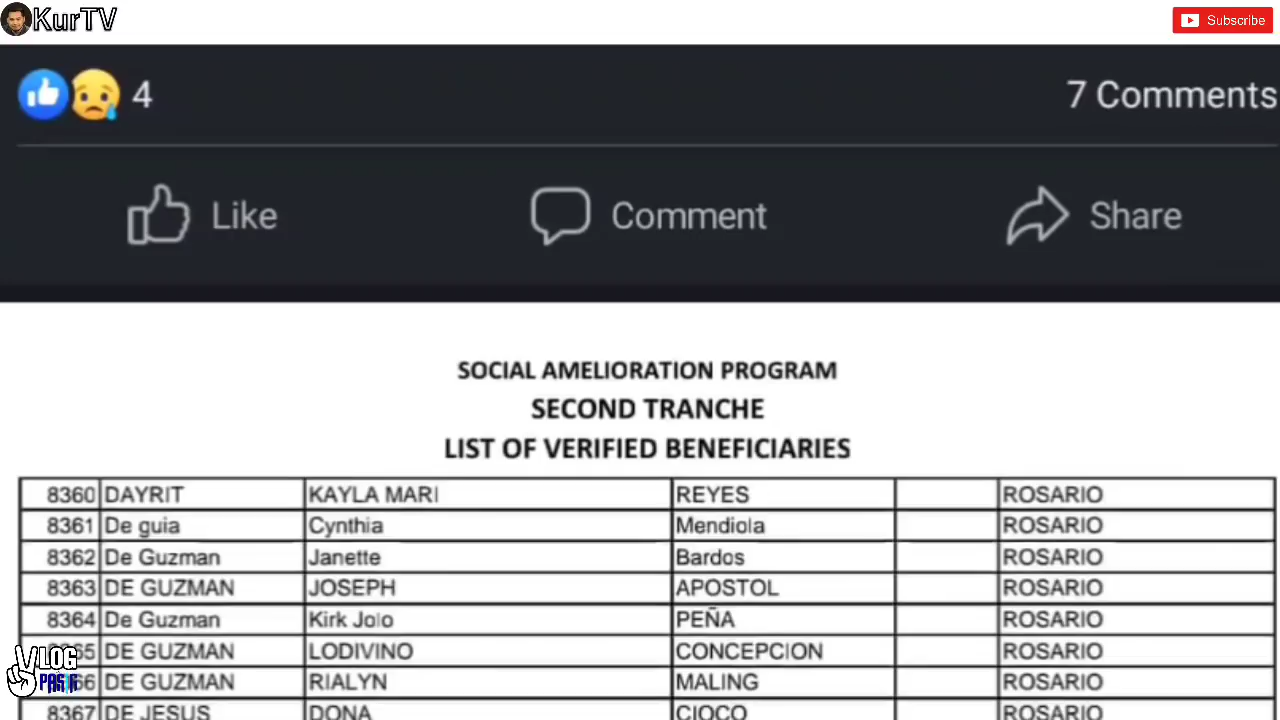 KurTV
Subscribe
4
7 Comments
Like
Comment
Share
SOCIAL AMELIORATION PROGRAM
SECOND TRANCHE
LIST OF VERIFIED BENEFICIARIES
8360 DAYRIT KAYLA MARI REYES ROSARIO
8361 De guia Cynthia Mendiola ROSARIO
8362 De Guzman Janette Bardos ROSARIO
8363 DE GUZMAN JOSEPH APOSTOL ROSARIO
8364 De Guzman Kirk Jolo PEÑA ROSARIO
65 DE GUZMAN LODIVINO CONCEPCION ROSARIO
66 DE GUZMAN RIALYN MALING ROSARIO
8367 DE JESUS DONA CIOCO ROSARIO
VLOG